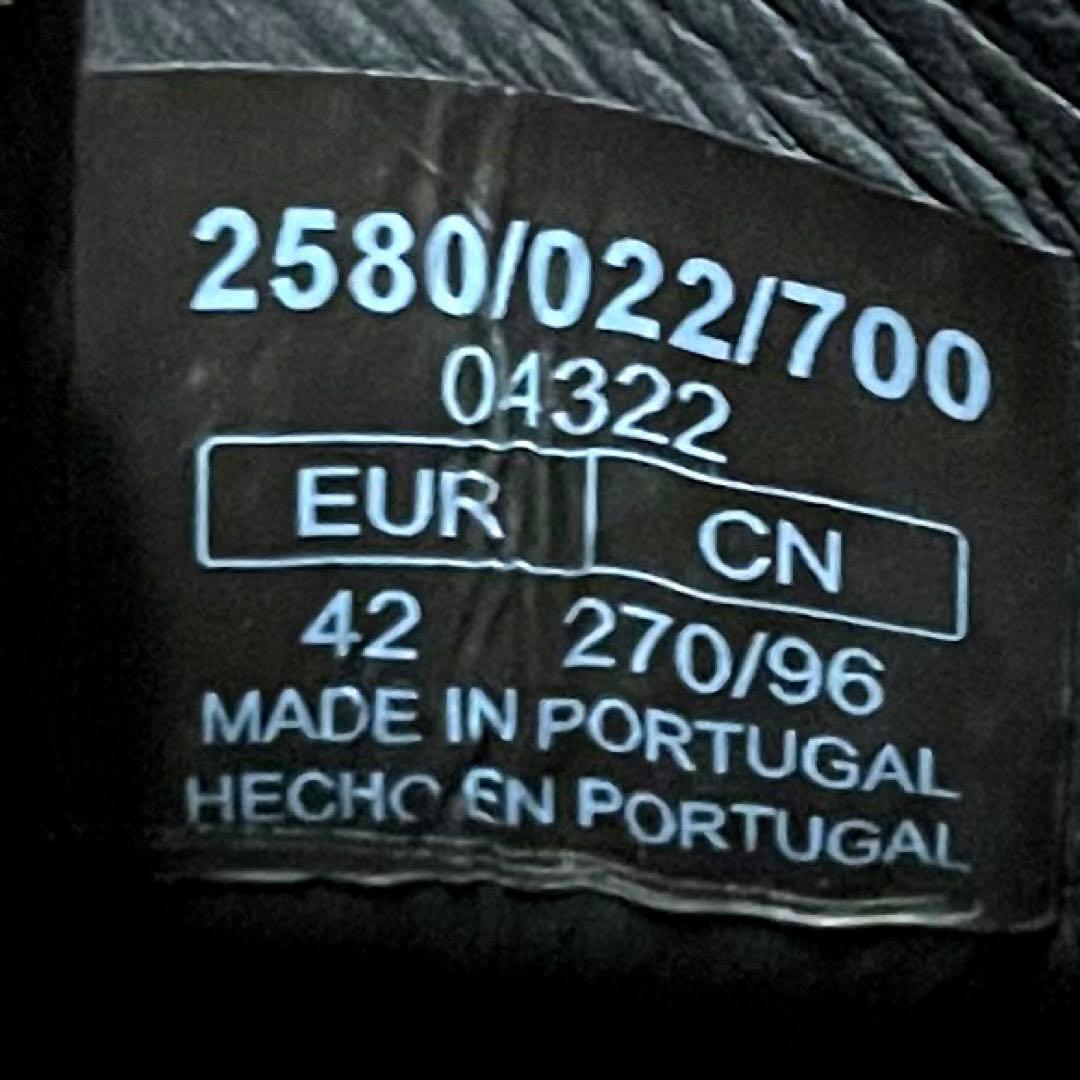 2580/022/700
04322
EUR CN
42 270/96
MADE IN PORTUGAL
HECHO EN PORTUGAL